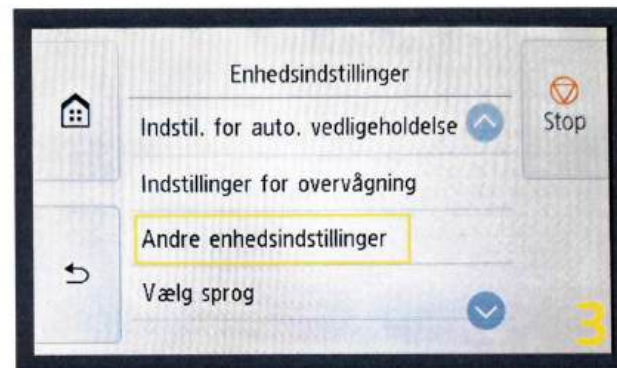 Enhedsindstillinger
Indstil. for auto. vedligeholdelse
Stop
Indstillinger for overvågning
Andre enhedsindstillinger
Vælg sprog
3